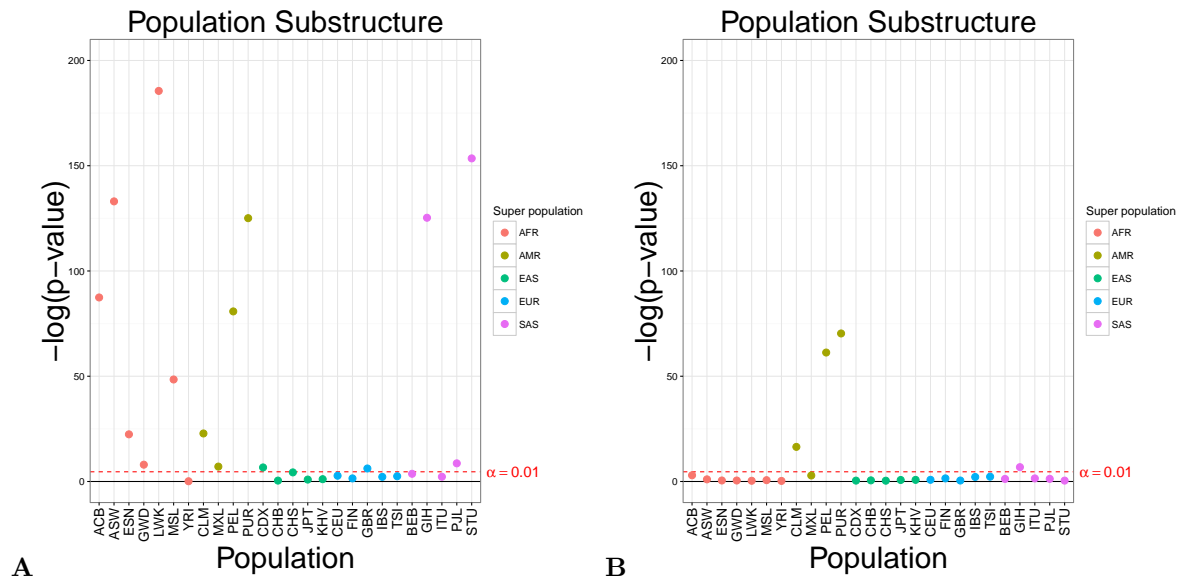 Population Substructure
200
150
100
50
0
−log(p−value)
α = 0.01
Super population
AFR
AMR
EAS
EUR
SAS
ACB
ASW
ESN
GWD
LWK
MSL
YRI
CLM
MXL
PEL
PUR
CDX
CHB
CHS
JPT
KHV
CEU
FIN
GBR
IBS
TSI
BEB
GIH
ITU
PJL
STU
Population
A
Population Substructure
200
150
100
50
0
−log(p−value)
α = 0.01
Super population
AFR
AMR
EAS
EUR
SAS
ACB
ASW
ESN
GWD
LWK
MSL
YRI
CLM
MXL
PEL
PUR
CDX
CHB
CHS
JPT
KHV
CEU
FIN
GBR
IBS
TSI
BEB
GIH
ITU
PJL
STU
Population
B